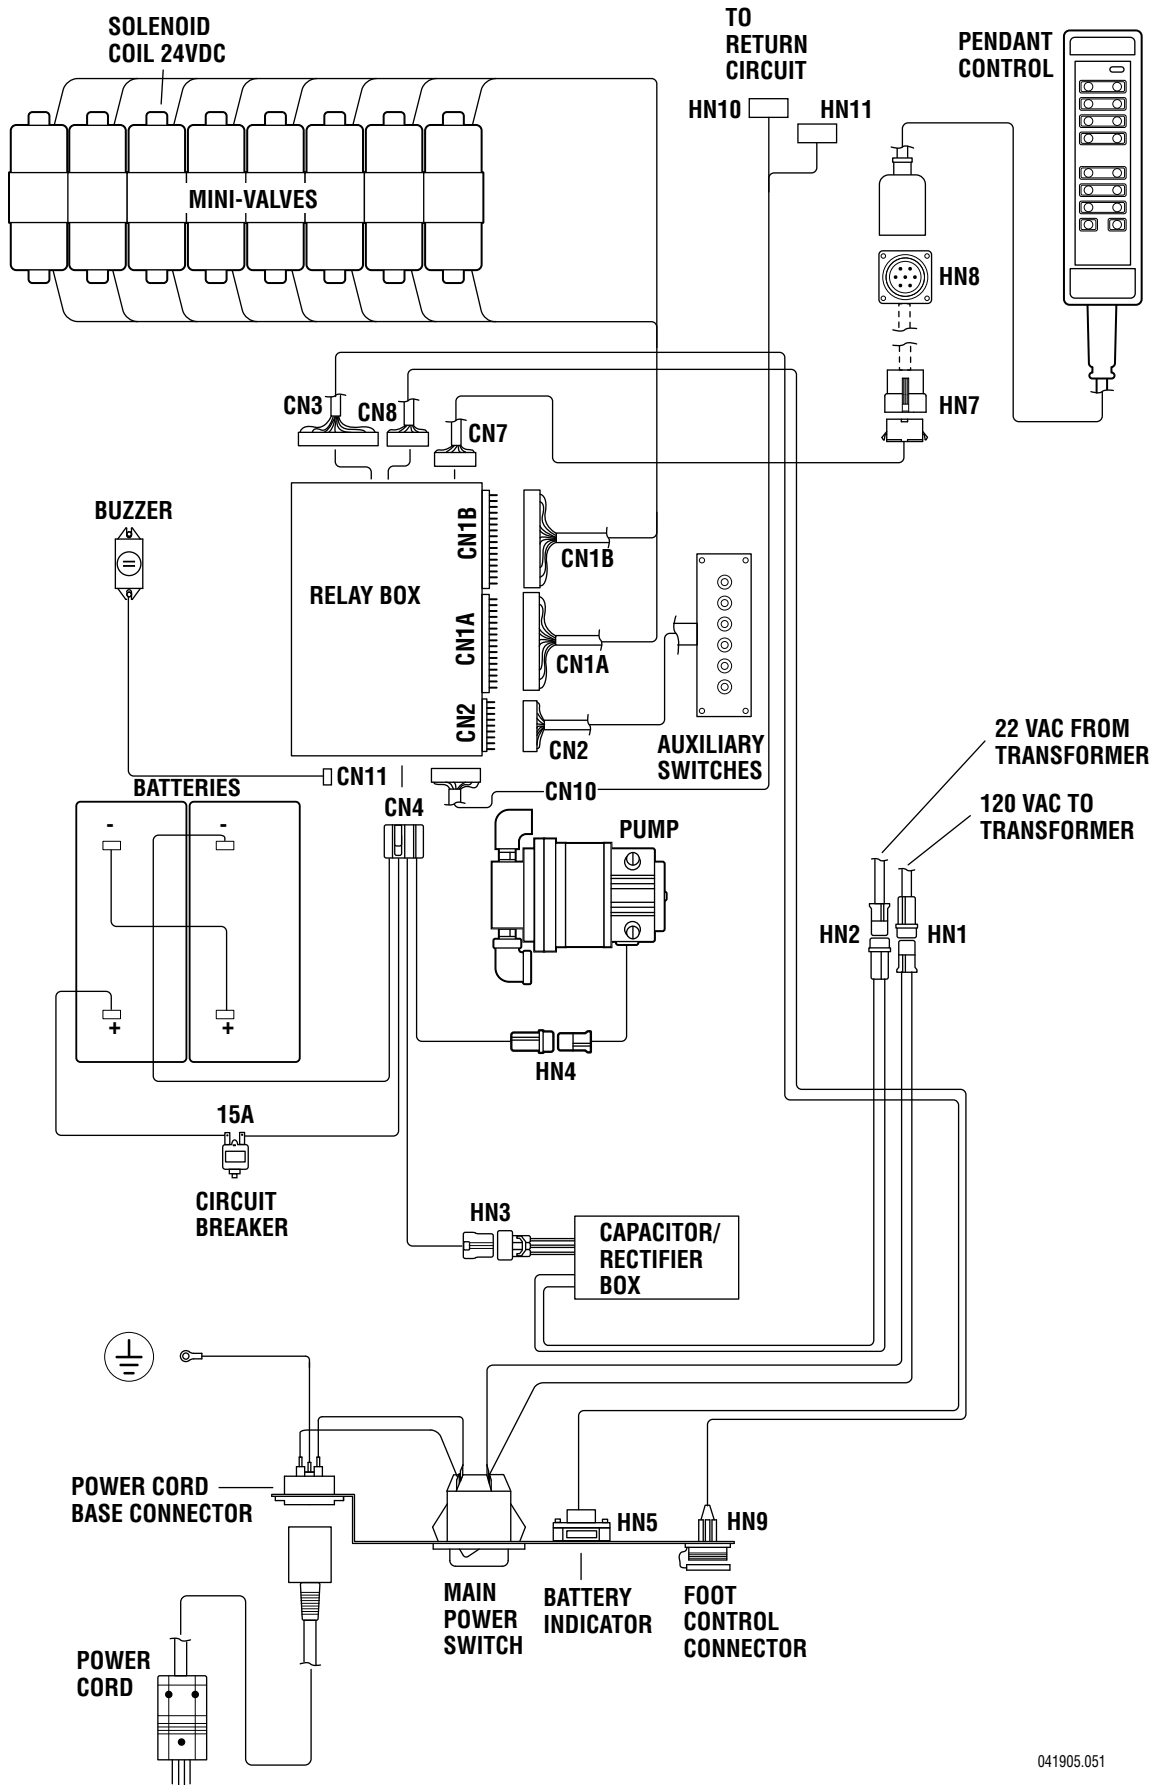 SOLENOID
COIL 24VDC
TO
RETURN
CIRCUIT
PENDANT
CONTROL
HN10
HN11
MINI-VALVES
HN8
CN3
CN8
CN7
HN7
BUZZER
CN1B
CN1B
RELAY BOX
CN1A
CN1A
CN2
CN2
AUXILIARY
SWITCHES
22 VAC FROM
TRANSFORMER
CN11
CN10
BATTERIES
CN4
120 VAC TO
TRANSFORMER
- -
PUMP
HN2
HN1
+ +
HN4
15A
CIRCUIT
BREAKER
HN3
CAPACITOR/
RECTIFIER
BOX
POWER CORD
BASE CONNECTOR
HN5
HN9
MAIN
POWER
SWITCH
BATTERY
INDICATOR
FOOT
CONTROL
CONNECTOR
POWER
CORD
041905.051